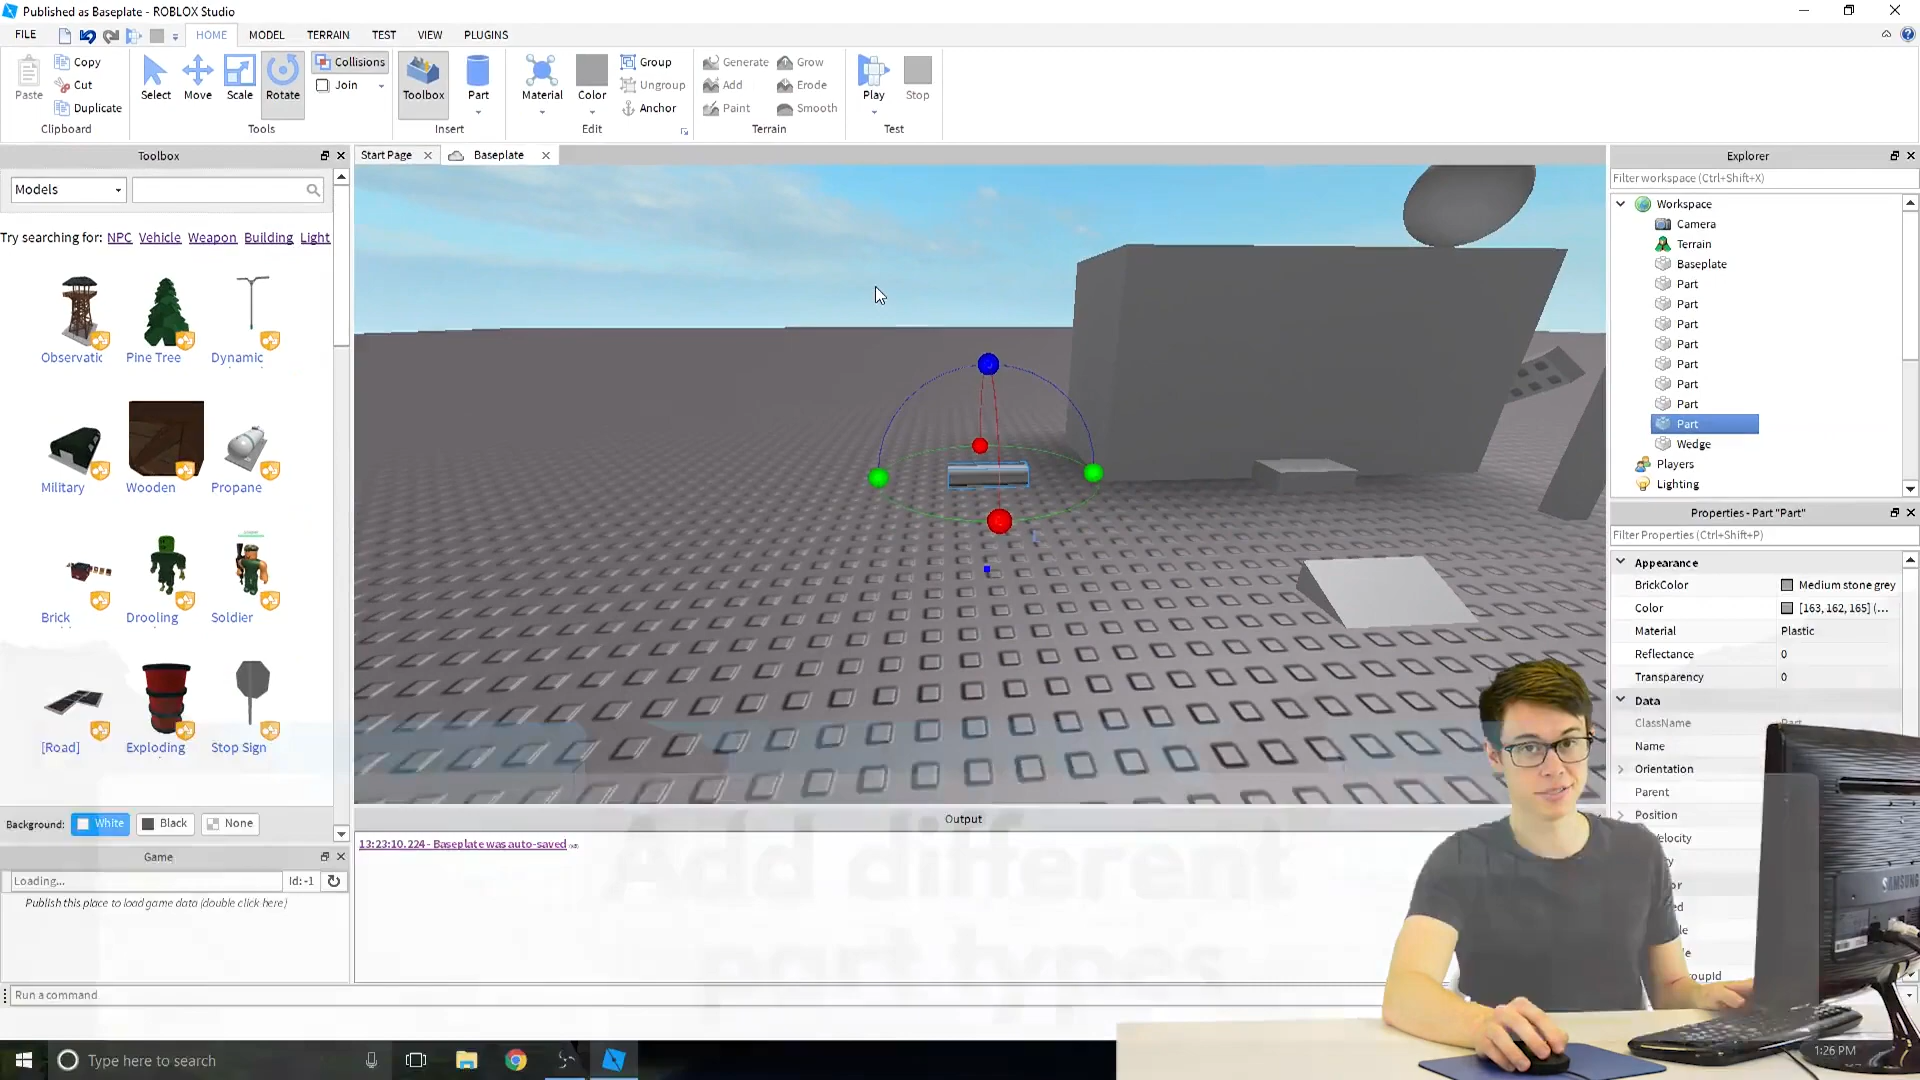 Published as Baseplate - ROBLOX Studio
FILE HOME MODEL TERRAIN TEST VIEW PLUGINS
Paste Copy Cut Duplicate
Clipboard
Select Move Scale Rotate Collisions Join
Tools
Toolbox Part
Insert
Material Color Group Ungroup Anchor
Edit
Generate Grow
Add Erode
Paint Smooth
Terrain
Play Stop
Test
Toolbox
Models
Try searching for: NPC Vehicle Weapon Building Light
Observatic Pine Tree Dynamic
Military Wooden Propane
Brick Drooling Soldier
[Road] Exploding Stop Sign
Background: White Black None
Game
Loading... Id:-1
Publish this place to load game data (double click here)
Run a command
Start Page Baseplate
Output
13:23:10.224 - Baseplate was auto-saved
Add different
part types
Explorer
Filter workspace (Ctrl+Shift+X)
Workspace
Camera
Terrain
Baseplate
Part
Part
Part
Part
Part
Part
Part
Part
Wedge
Players
Lighting
Properties - Part "Part"
Filter Properties (Ctrl+Shift+P)
Appearance
BrickColor Medium stone grey
Color [163, 162, 165] (...
Material Plastic
Reflectance 0
Transparency 0
Data
ClassName Part
Name
Orientation
Parent
Position
elocity
oupId
SAMSUNG
Type here to search
1:26 PM